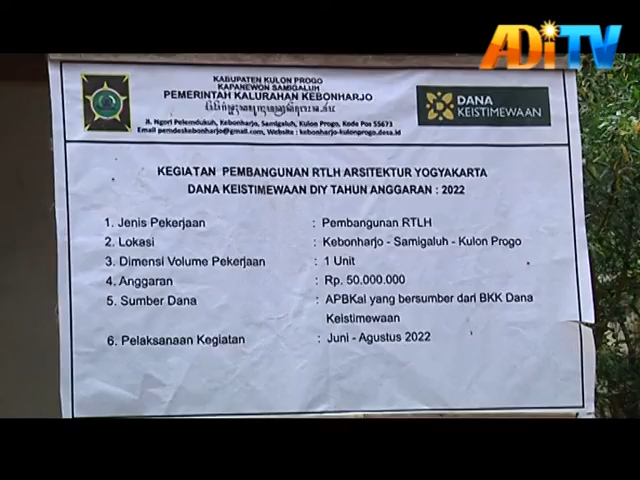 ADiTV
KABUPATEN KULON PROGO
KAPANEWON SAMIGALUH
PEMERINTAH KALURAHAN KEBONHARJO
Jl. Ngori Pelemdukuh, Kebonharjo, Samigaluh, Kulon Progo, Kode Pos 55673
Email pemdeskebonharjo@gmail.com, Website : kebonharjo-kulonprogo.desa.id
DANA
KEISTIMEWAAN
KEGIATAN PEMBANGUNAN RTLH ARSITEKTUR YOGYAKARTA
DANA KEISTIMEWAAN DIY TAHUN ANGGARAN : 2022
1. Jenis Pekerjaan : Pembangunan RTLH
2. Lokasi : Kebonharjo - Samigaluh - Kulon Progo
3. Dimensi Volume Pekerjaan : 1 Unit
4. Anggaran : Rp. 50.000.000
5. Sumber Dana : APBKal yang bersumber dari BKK Dana
Keistimewaan
6. Pelaksanaan Kegiatan : Juni - Agustus 2022